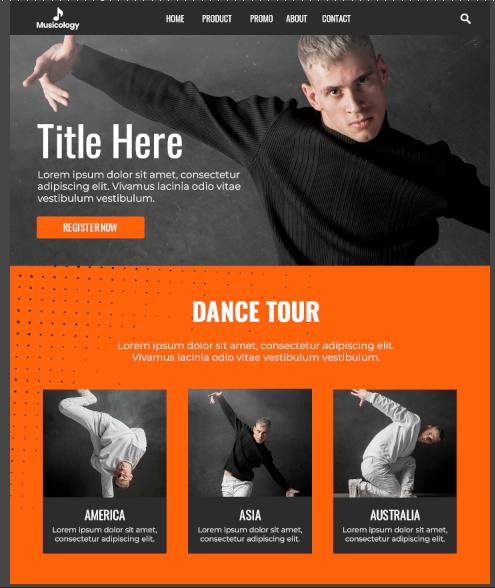 Musicology
HOME PRODUCT PROMO ABOUT CONTACT
Title Here
Lorem ipsum dolor sit amet, consectetur
adipiscing elit. Vivamus lacinia odio vitae
vestibulum vestibulum.
REGISTER NOW
DANCE TOUR
Lorem ipsum dolor sit amet, consectetur adipiscing elit.
Vivamus lacinia odio vitae vestibulum vestibulum.
AMERICA
Lorem ipsum dolor sit amet,
consectetur adipiscing elit.
ASIA
Lorem ipsum dolor sit amet,
consectetur adipiscing elit.
AUSTRALIA
Lorem ipsum dolor sit amet,
consectetur adipiscing elit.